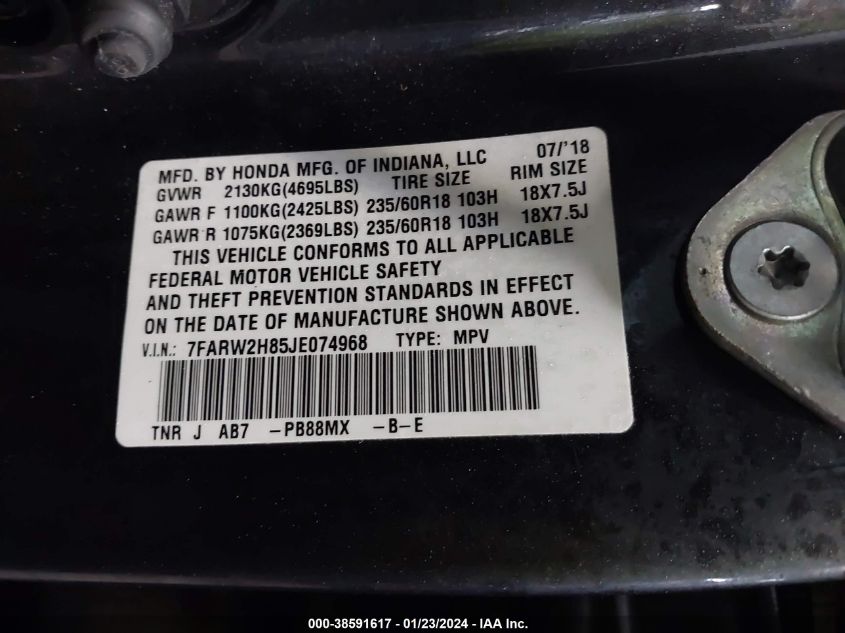 MFD. BY HONDA MFG. OF INDIANA, LLC 07/'18
GVWR 2130KG(4695LBS) TIRE SIZE RIM SIZE
GAWR F 1100KG(2425LBS) 235/60R18 103H 18X7.5J
GAWR R 1075KG(2369LBS) 235/60R18 103H 18X7.5J
THIS VEHICLE CONFORMS TO ALL APPLICABLE
FEDERAL MOTOR VEHICLE SAFETY
AND THEFT PREVENTION STANDARDS IN EFFECT
ON THE DATE OF MANUFACTURE SHOWN ABOVE.
V.I.N.: 7FARW2H85JE074968 TYPE: MPV
TNR J AB7 -PB88MX -B-E
000-38591617 - 01/23/2024 - IAA Inc.